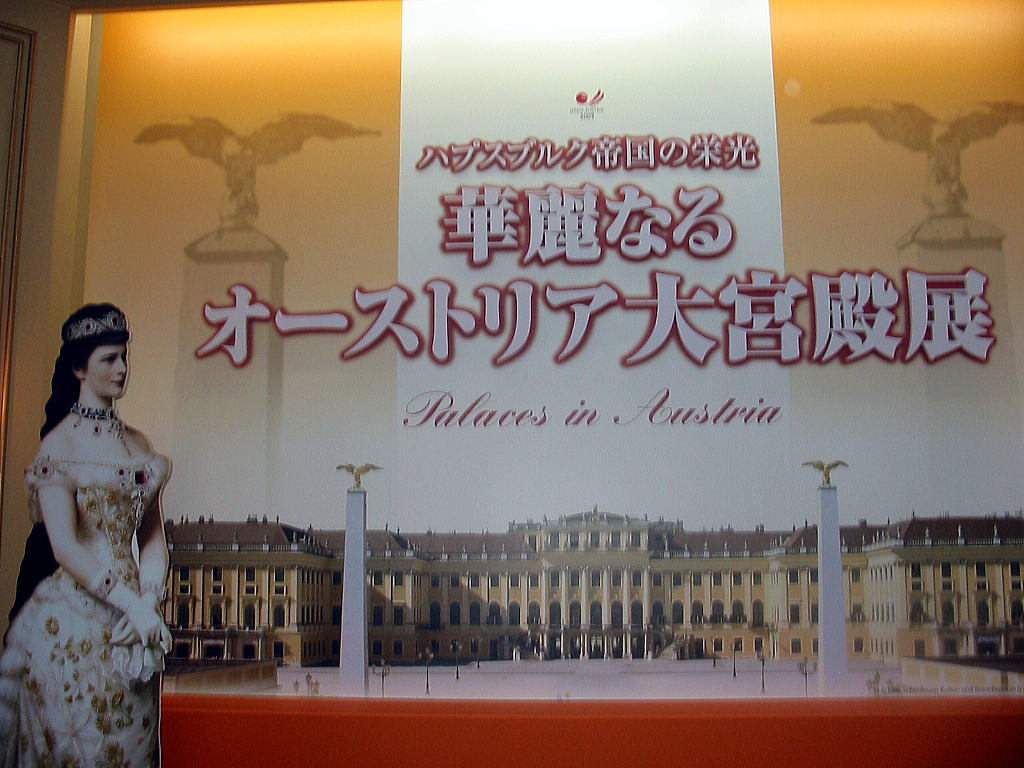 ハプスブルク帝国の栄光
華麗なる
オーストリア大宮殿展
Palaces in Austria